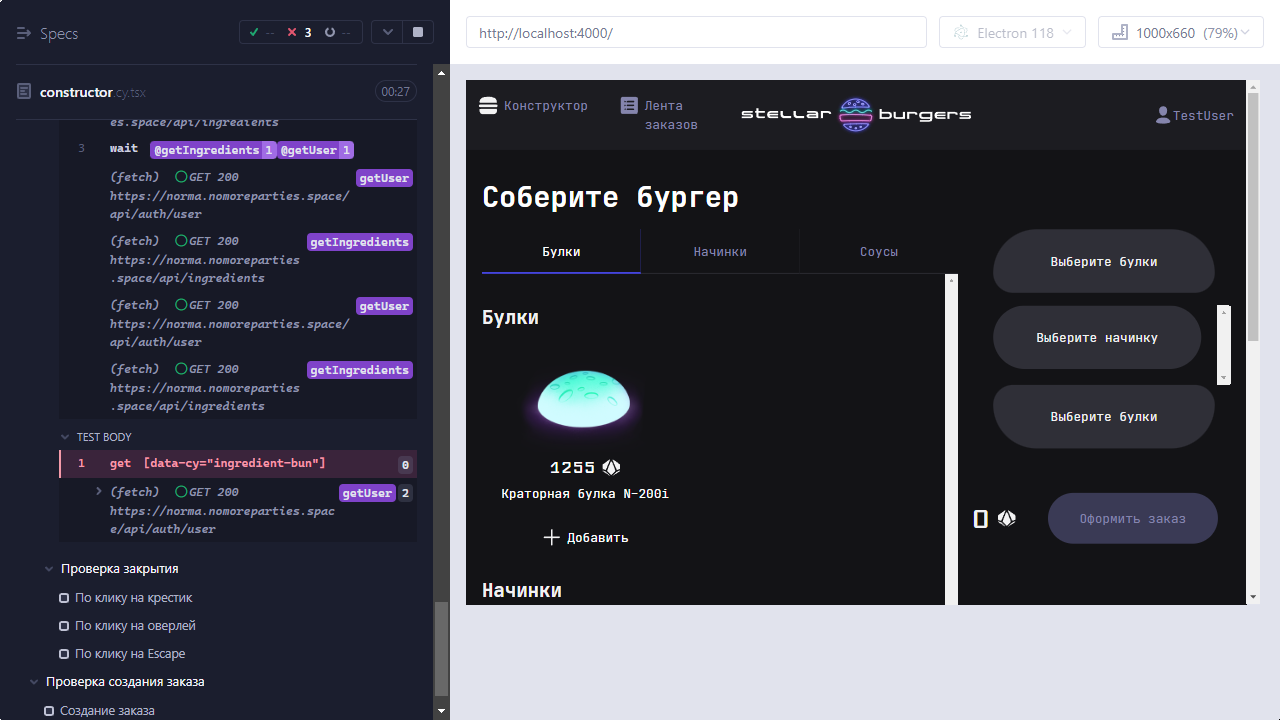 Specs
-- 3 --
constructor.cy.tsx 00:27
es.space/api/ingredients
3 wait @getIngredients 1 @getUser 1
(fetch) GET 200 getUser
https://norma.nomoreparties.space/
api/auth/user
(fetch) GET 200 getIngredients
https://norma.nomoreparties
.space/api/ingredients
(fetch) GET 200 getUser
https://norma.nomoreparties.space/
api/auth/user
(fetch) GET 200 getIngredients
https://norma.nomoreparties
.space/api/ingredients
TEST BODY
1 get [data-cy="ingredient-bun"] 0
(fetch) GET 200 getUser 2
https://norma.nomoreparties.spac
e/api/auth/user
Проверка закрытия
По клику на крестик
По клику на оверлей
По клику на Escape
Проверка создания заказа
Создание заказа
http://localhost:4000/
Electron 118
1000x660 (79%)
Конструктор
Лента
заказов
stellar burgers
TestUser
Соберите бургер
Булки Начинки Соусы
Булки
1255
Краторная булка N-200i
Добавить
Начинки
Выберите булки
Выберите начинку
Выберите булки
0
Оформить заказ